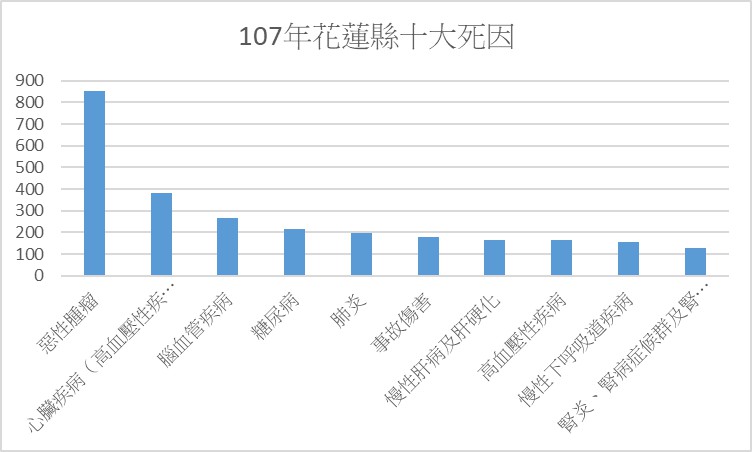 107年花蓮縣十大死因
900
800
700
600
500
400
300
200
100
0
惡性腫瘤
心臟疾病（高血壓性疾…
腦血管疾病
糖尿病
肺炎
事故傷害
慢性肝病及肝硬化
高血壓性疾病
慢性下呼吸道疾病
腎炎、腎病症候群及腎…